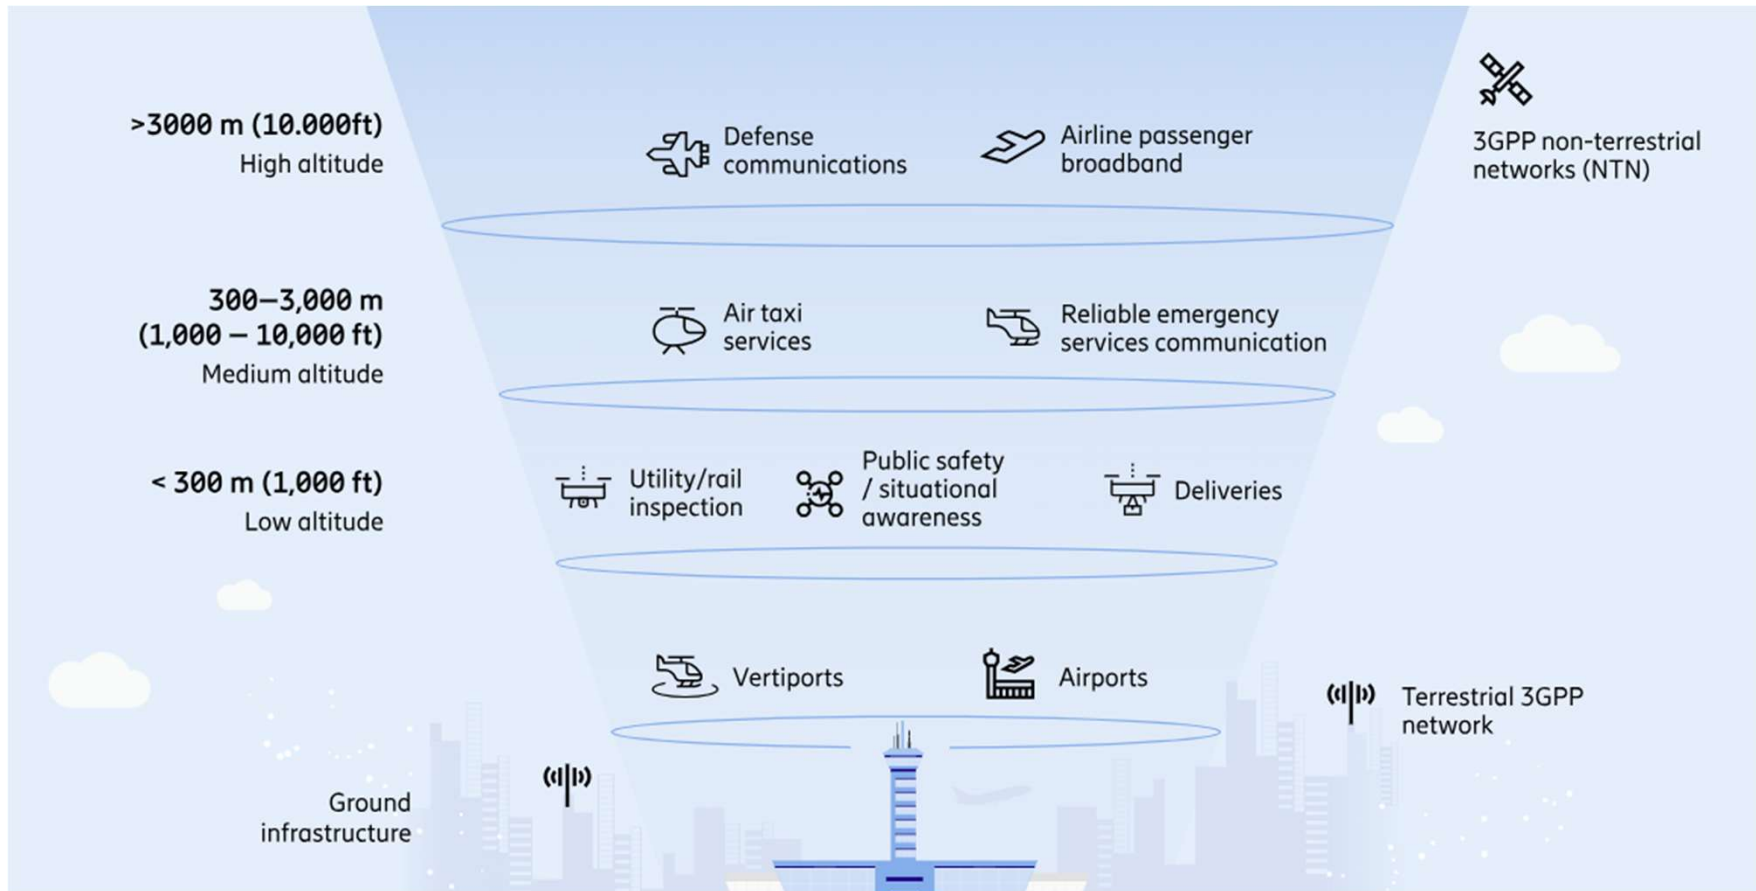 >3000 m (10.000ft)
High altitude
Defense
communications
Airline passenger
broadband
3GPP non-terrestrial
networks (NTN)
300–3,000 m
(1,000 – 10,000 ft)
Medium altitude
Air taxi
services
Reliable emergency
services communication
< 300 m (1,000 ft)
Low altitude
Utility/rail
inspection
Public safety
/ situational
awareness
Deliveries
Vertiports
Airports
Terrestrial 3GPP
network
Ground
infrastructure